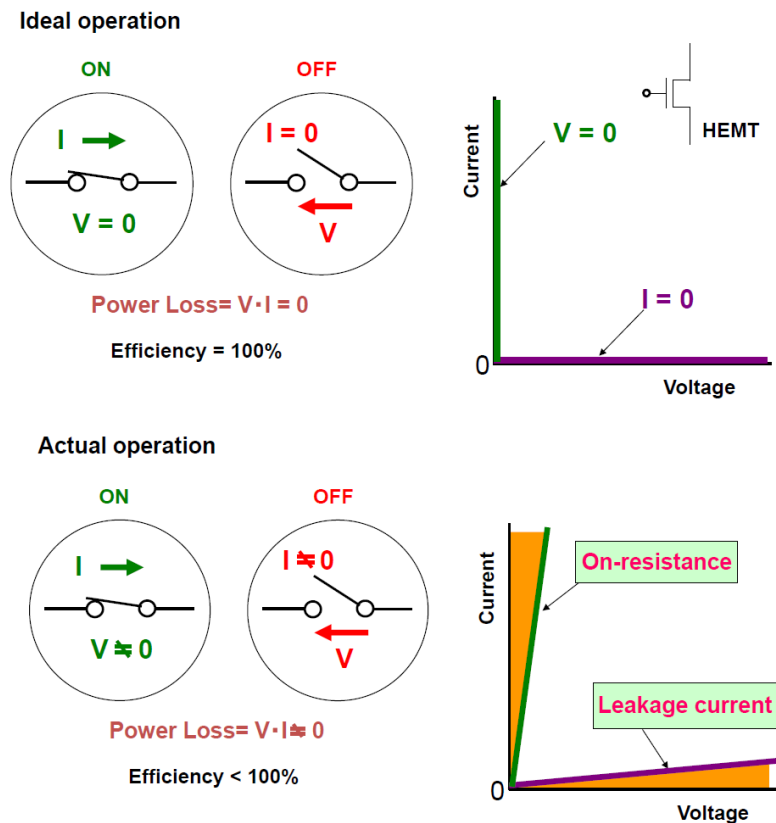 Ideal operation
ON
OFF
I
V = 0
I = 0
V
Power Loss= V·I = 0
Efficiency = 100%
Current
V = 0
HEMT
I = 0
0
Voltage
Actual operation
ON
OFF
I
V ≒ 0
I ≒ 0
V
Power Loss= V·I ≒ 0
Efficiency < 100%
Current
On-resistance
Leakage current
0
Voltage